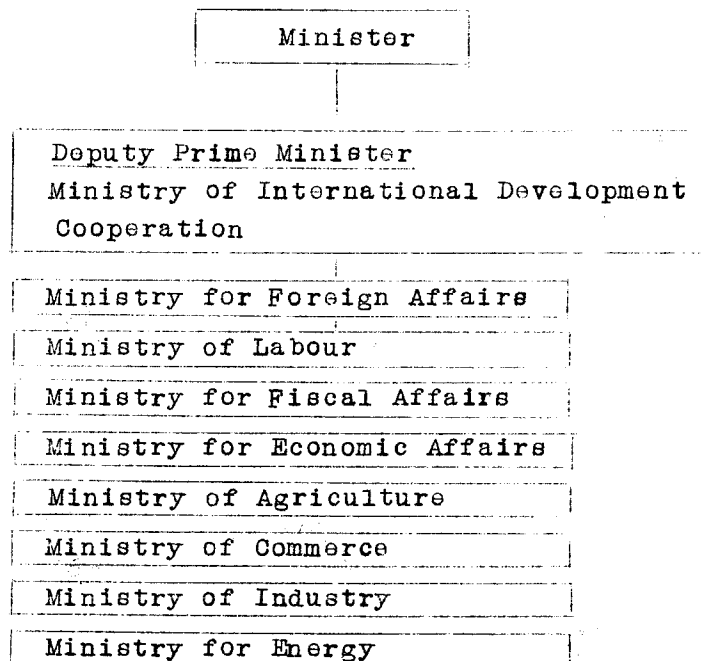 Minister
Deputy Prime Minister
Ministry of International Development
Cooperation
Ministry for Foreign Affairs
Ministry of Labour
Ministry for Fiscal Affairs
Ministry for Economic Affairs
Ministry of Agriculture
Ministry of Commerce
Ministry of Industry
Ministry for Energy